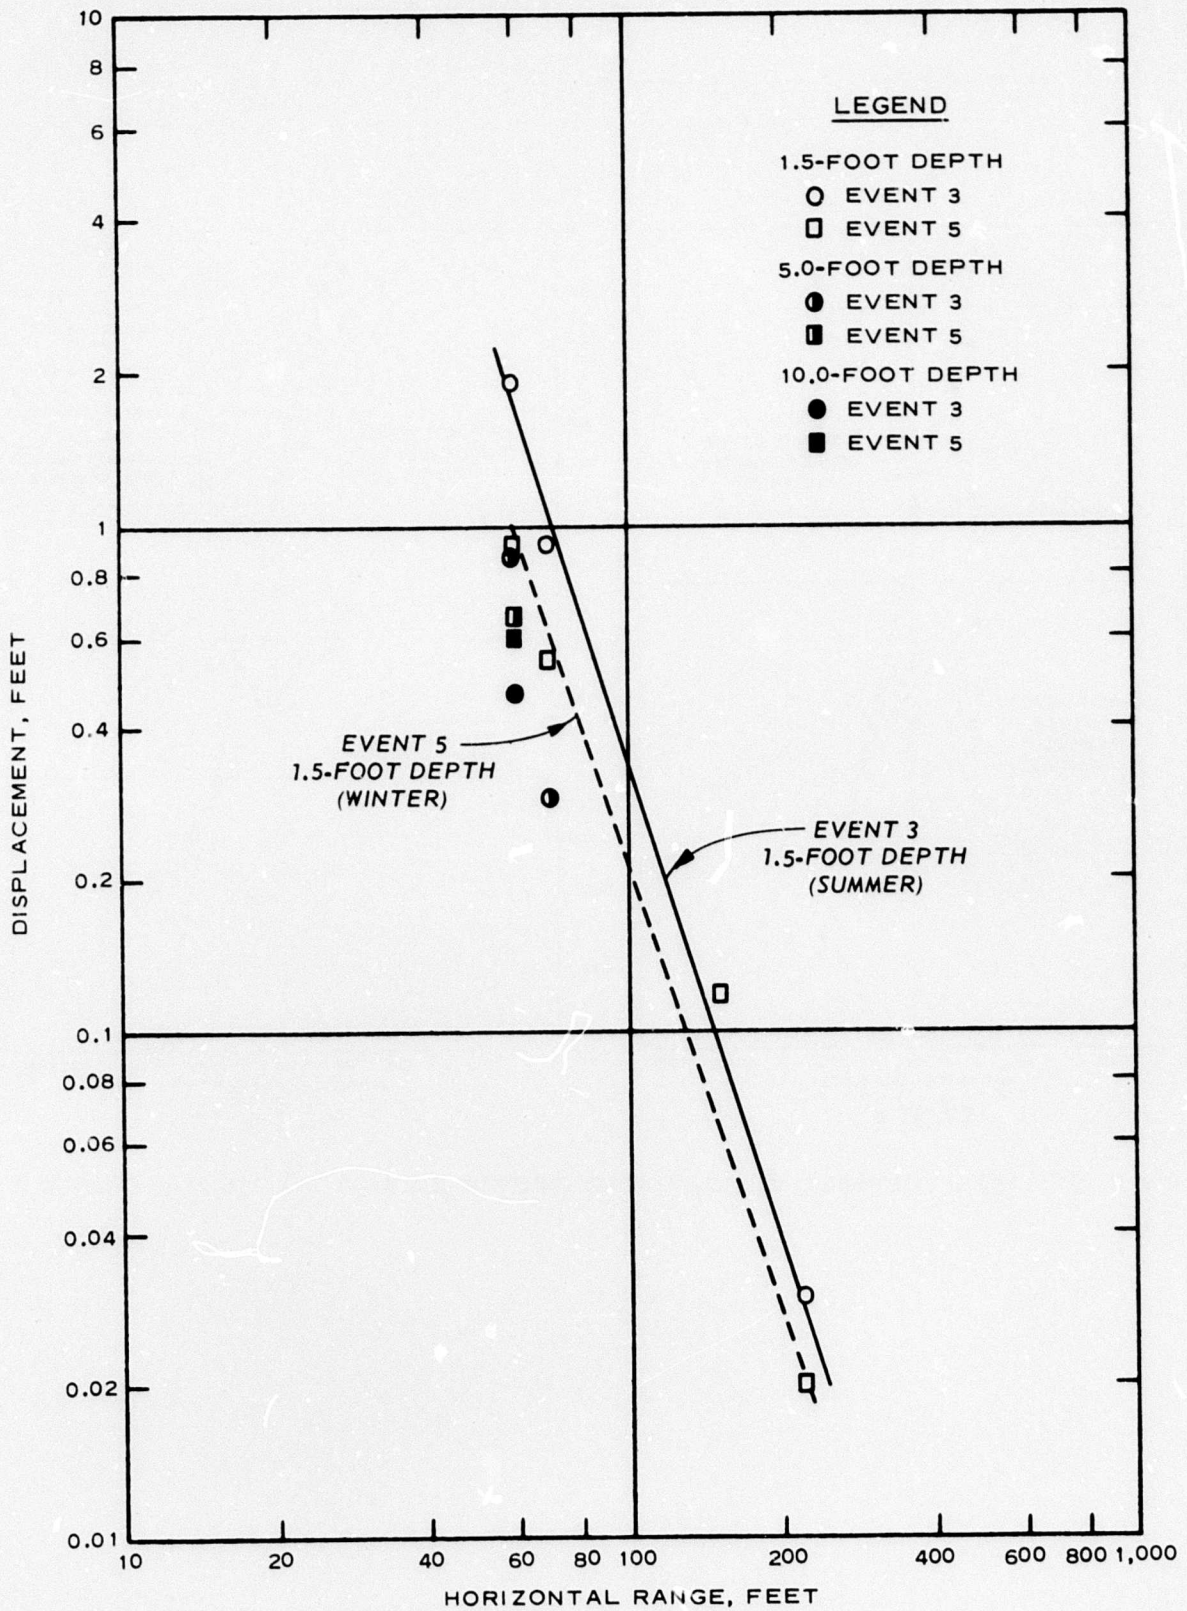 10
8
6
4
2
1
0.8
0.6
0.4
0.2
0.1
0.08
0.06
0.04
0.02
0.01
DISPLACEMENT, FEET
LEGEND
1.5-FOOT DEPTH
EVENT 3
EVENT 5
5.0-FOOT DEPTH
EVENT 3
EVENT 5
10.0-FOOT DEPTH
EVENT 3
EVENT 5
EVENT 5
1.5-FOOT DEPTH
(WINTER)
EVENT 3
1.5-FOOT DEPTH
(SUMMER)
10 20 40 60 80 100 200 400 600 800 1,000
HORIZONTAL RANGE, FEET